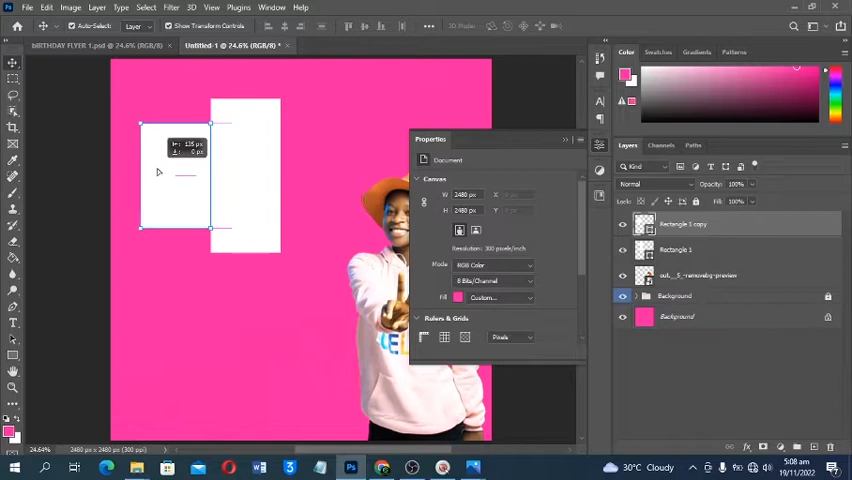 File Edit Image Layer Type Select Filter 3D View Plugins Window Help
Auto-Select: Layer Show Transform Controls 3D Mode:
BIRTHDAY FLYER 1.psd @ 24.6% (RGB/8) × Untitled-1 @ 24.6% (RGB/8) * ×
Color Swatches Gradients Patterns
135 px
0 px
Properties
Document
Canvas
W 2480 px X
H 2480 px Y
Resolution: 300 pixels/inch
Mode RGB Color
8 Bits/Channel
Fill Custom...
Rulers & Grids
Pixels
Layers Channels Paths
Kind
Normal Opacity: 100%
Lock: Fill: 100%
Rectangle 1 copy
Rectangle 1
out.__5_-removebg-preview
Background
Background
24.64% 2480 px x 2480 px (300 ppi)
30°C Cloudy
5:08 am
19/11/2022